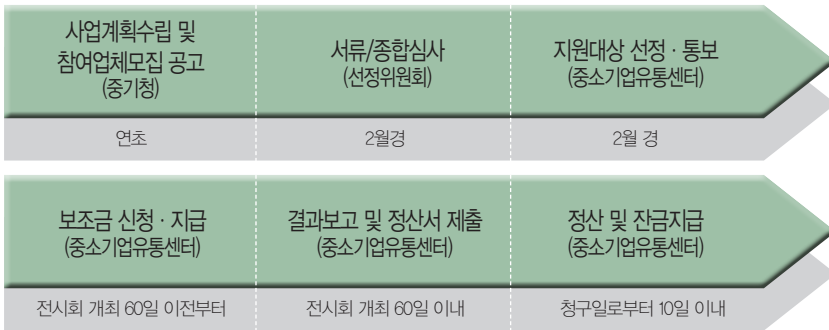 사업계획수립 및
참여업체모집 공고
(중기청)
서류/종합심사
(선정위원회)
지원대상 선정 · 통보
(중소기업유통센터)
연초
2월경
2월 경
보조금 신청 · 지급
(중소기업유통센터)
결과보고 및 정산서 제출
(중소기업유통센터)
정산 및 잔금지급
(중소기업유통센터)
전시회 개최 60일 이전부터
전시회 개최 60일 이내
청구일로부터 10일 이내